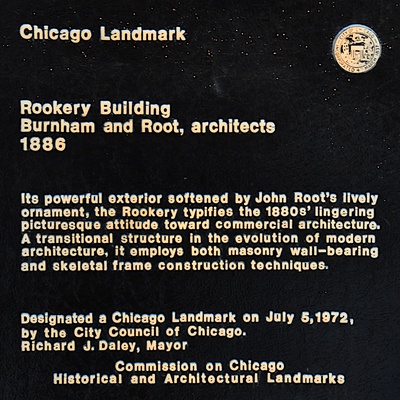 Chicago Landmark
Rookery Building
Burnham and Root, architects
1886
Its powerful exterior softened by John Root's lively
ornament, the Rookery typifies the 1880s' lingering
picturesque attitude toward commercial architecture.
A transitional structure in the evolution of modern
architecture, it employs both masonry wall-bearing
and skeletal frame construction techniques.
Designated a Chicago Landmark on July 5,1972,
by the City Council of Chicago.
Richard J. Daley, Mayor
Commission on Chicago
Historical and Architectural Landmarks